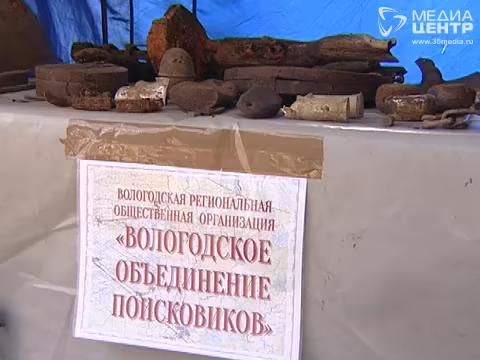 МЕДИА
ЦЕНТР
www.35media.ru
ВОЛОГОДСКАЯ РЕГИОНАЛЬНАЯ
ОБЩЕСТВЕННАЯ ОРГАНИЗАЦИЯ
«ВОЛОГОДСКОЕ
ОБЪЕДИНЕНИЕ
ПОИСКОВИКОВ»